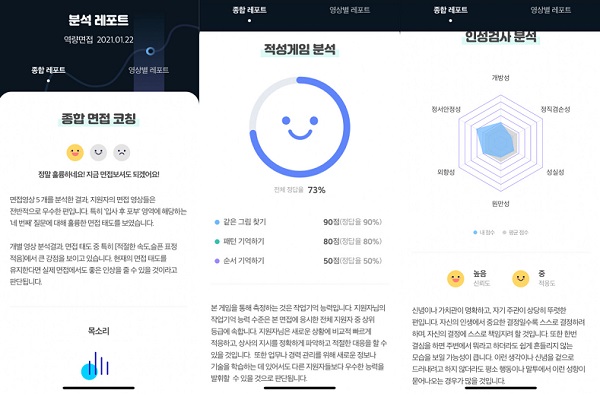 분석 레포트
역량면접 2021.01.22
종합 레포트
영상별 레포트
종합 면접 코칭
정말 훌륭하네요! 지금 면접보셔도 되겠어요!
면접영상 5개를 분석한 결과, 지원자의 면접 영상들은
전반적으로 우수한 편입니다. 특히 '입사 후 포부' 영역에 해당하는
'네 번째' 질문에 대해 훌륭한 면접 태도를 보였습니다.
개별 영상 분석결과, 면접 태도 중 특히 [적절한 속도,슬픈 표정
적음]에서 큰 강점을 보이고 있습니다. 현재의 면접 태도를
유지한다면 실제 면접에서도 좋은 인상을 줄 수 있을 것이라고
판단됩니다.
목소리
종합 레포트
영상별 레포트
적성게임 분석
전체 정답율 73%
같은 그림 찾기 90점(정답율 90%)
패턴 기억하기 80점(정답율 80%)
순서 기억하기 50점(정답율 50%)
본 게임을 통해 측정하는 것은 작업기억 능력입니다. 지원자님의
작업기억 능력 수준은 본 면접에 응시한 전체 지원자 중 상위
등급에 속합니다. 지원자님은 새로운 상황에 비교적 빠르게
적응하고, 상사의 지시를 정확하게 파악하고 적절한 대응을 할 수
있을 것입니다. 또한 업무나 경력 관리를 위해 새로운 정보나
기술을 학습하는 데 있어서도 다른 지원자들보다 우수한 능력을
발휘할 수 있을 것으로 판단됩니다.
종합 레포트
영상별 레포트
인성검사 분석
개방성
정서안정성
정직겸손성
외향성
성실성
원만성
내 점수
평균 점수
높음
신뢰도
중
적응도
신념이나 가치관이 명확하고, 자기 주관이 상당히 뚜렷한
편입니다. 자신의 인생에서 중요한 결정일수록 스스로 결정하려
하며, 자신의 결정에 스스로 책임지려 할 것입니다. 또한 한번
결심을 하면 주변에서 뭐라고 하더라도 쉽게 흔들리지 않는
모습을 보일 가능성이 큽니다. 이런 생각이나 신념을 겉으로
드러내려고 하지 않더라도 평소 행동이나 말투에서 이런 성향이
묻어나오는 경우가 많을 것입니다.